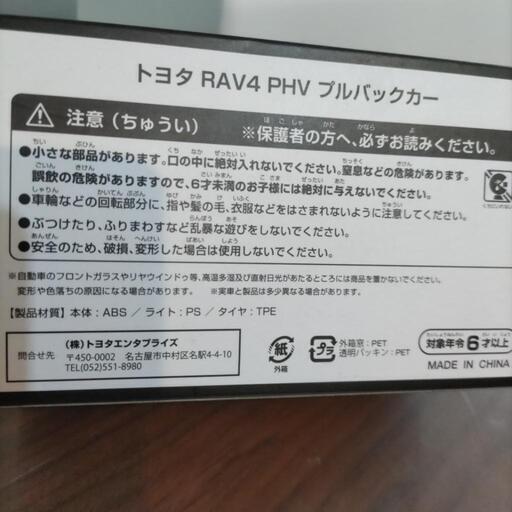 トヨタ RAV4 PHV プルバックカー
注意（ちゅうい） ※保護者の方へ、必ずお読みください。
●小さな部品があります。口の中に絶対入れないでください。窒息などの危険があります。
誤飲の危険がありますので、6才未満のお子様には絶対に与えないでください。
●車輪などの回転部分に、指や髪の毛、衣服などをはさまれないように注意してください。
●ぶつけたり、ふりまわすなど乱暴な遊びをしないでください。
●安全のため、破損、変形した場合は使用しないでください。
※自動車のフロントガラスやリヤウインドゥ等、高温多湿及び直射日光があたるところには商品を置かないでください。
変形や色落ちの原因になる場合があります。 ※実車と製品は多少異なる場合があります。
【製品材質】本体：ABS ／ ライト：PS ／ タイヤ：TPE
問合せ先
（株）トヨタエンタプライズ
〒450-0002 名古屋市中村区名駅4-4-10
TEL(052)551-8980
紙
外箱
プラ
外箱窓：PET
透明パッキン：PET
対象年令 6才以上
MADE IN CHINA